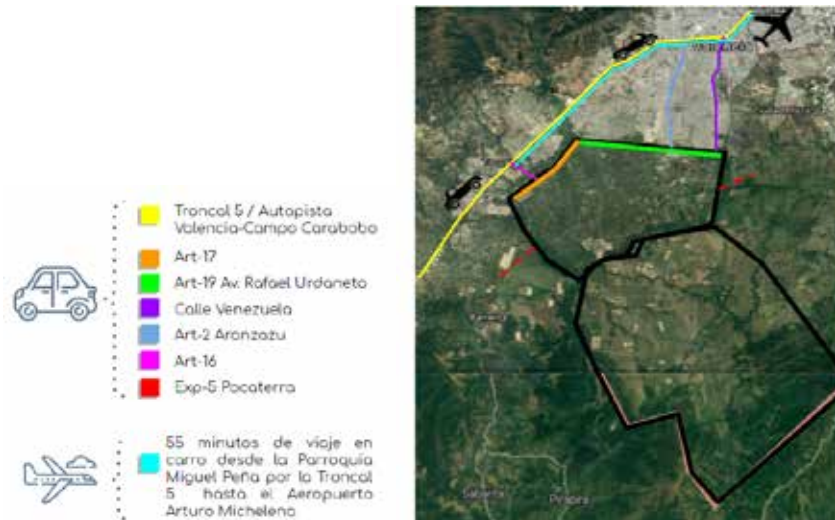 Troncal 5 / Autopista
Valencia-Campo Carabobo
Art-17
Art-19 Av. Rafael Urdaneta
Calle Venezuela
Art-2 Aranzazu
Art-16
Exp-5 Pocaterra
55 minutos de viaje en
carro desde la Parroquia
Miguel Peña por la Troncal
5 hasta el Aeropuerto
Arturo Michelena